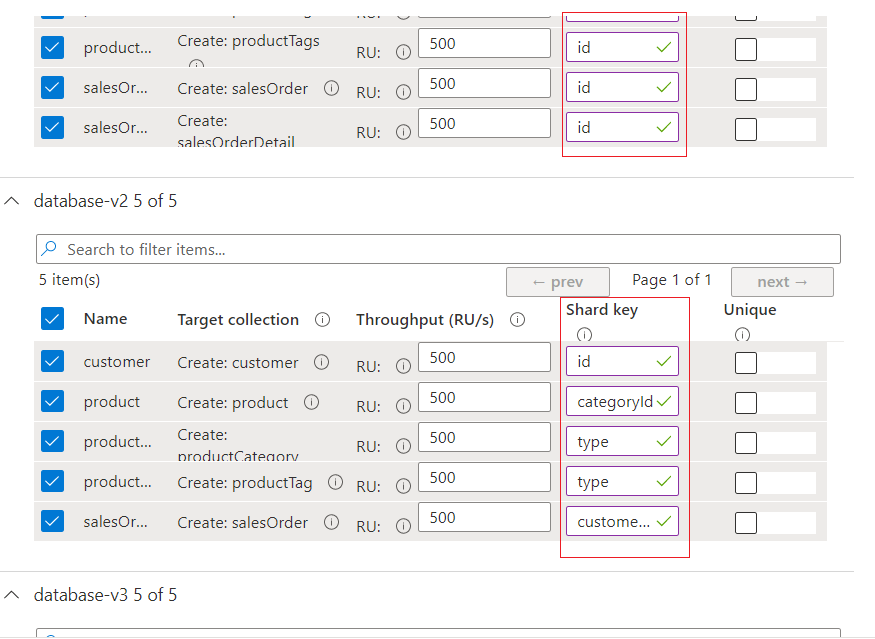 product... Create: productTags RU: 500 id
salesOr... Create: salesOrder RU: 500 id
salesOr... Create: salesOrderDetail RU: 500 id
database-v2 5 of 5
Search to filter items...
5 item(s) ← prev Page 1 of 1 next →
Name Target collection Throughput (RU/s) Shard key Unique
customer Create: customer RU: 500 id
product Create: product RU: 500 categoryId
product... Create: productCategory RU: 500 type
product... Create: productTag RU: 500 type
salesOr... Create: salesOrder RU: 500 custome...
database-v3 5 of 5